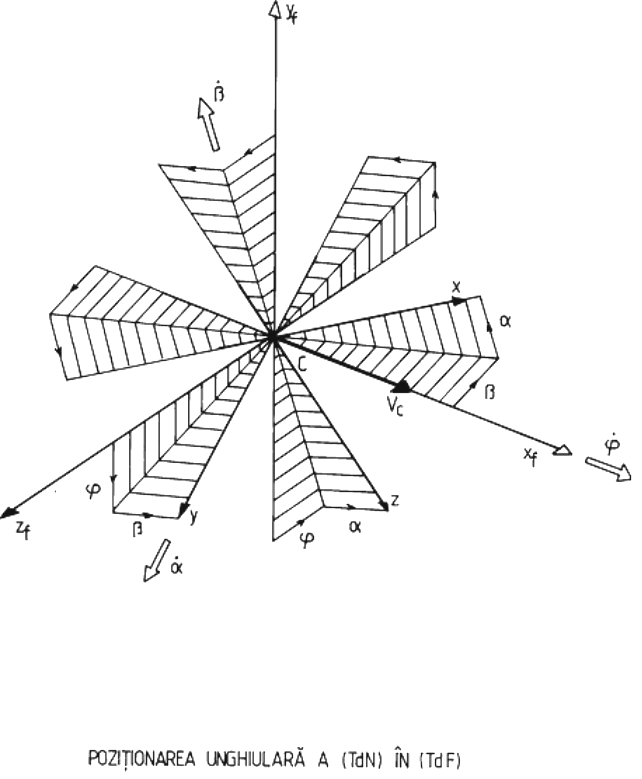 y_f
β̇
x
α
C
β
V_C
x_f
φ̇
φ
z
z_f
β
y
φ
α
α̇
POZIȚIONAREA UNGHIULARĂ A (TdN) ÎN (TdF)